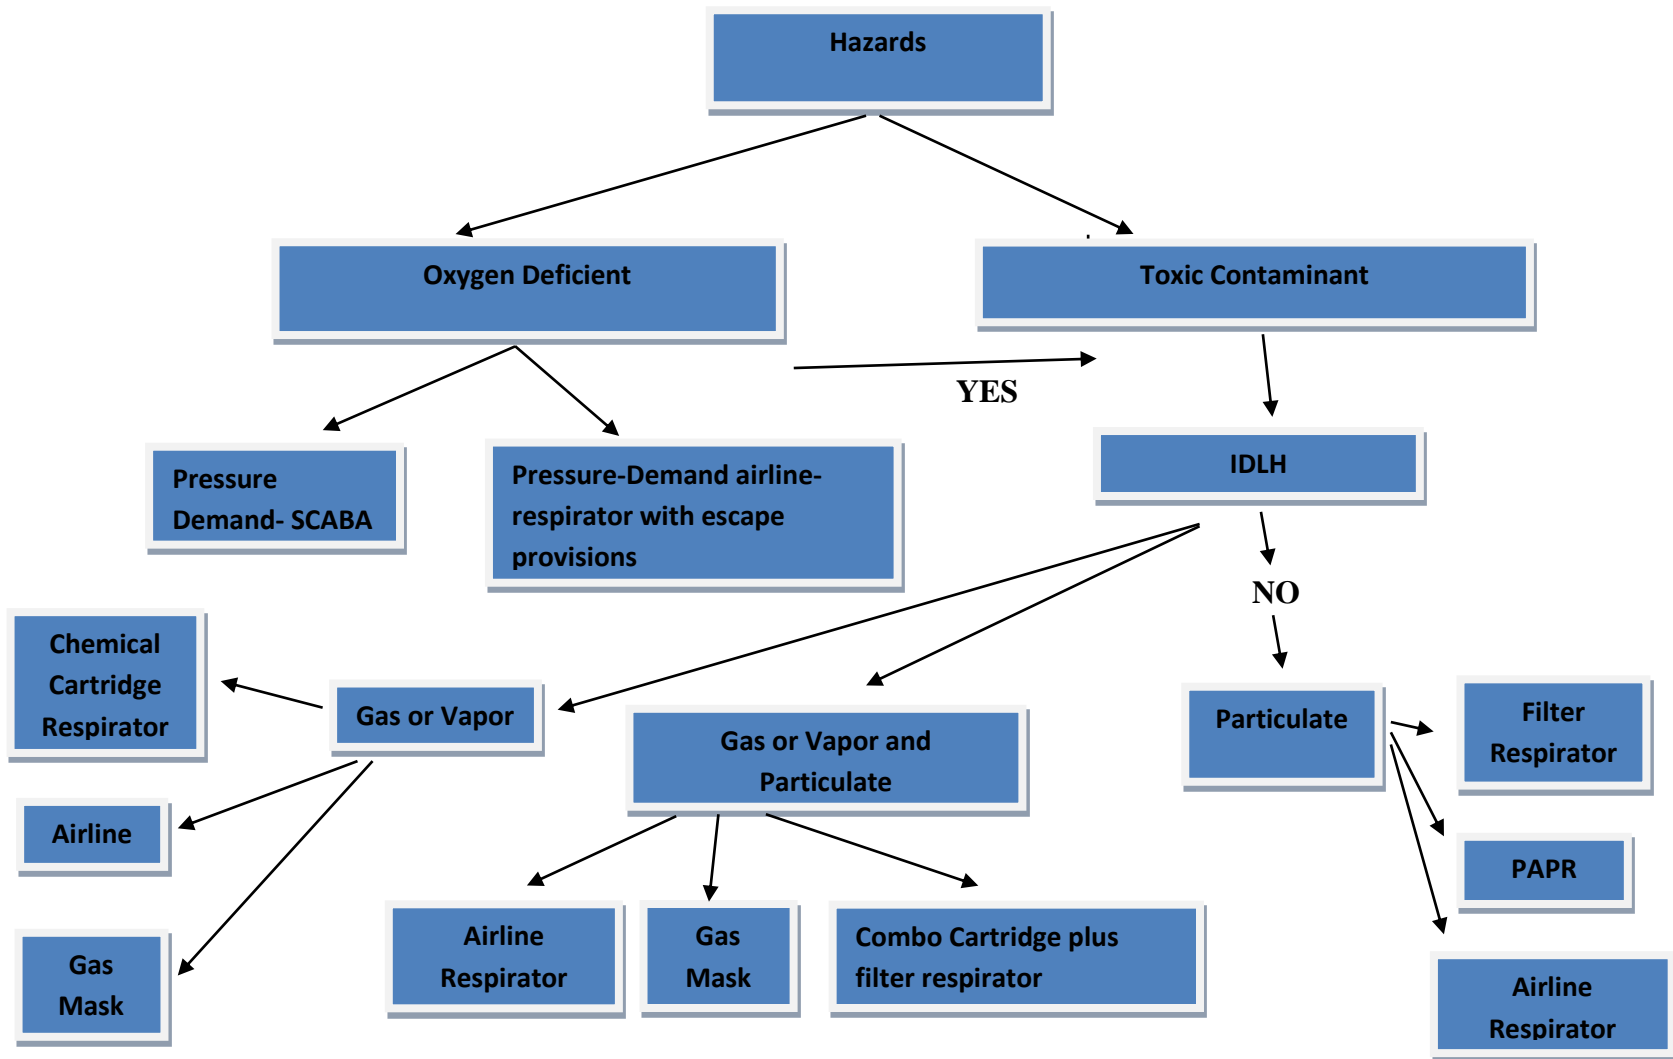 Hazards
Oxygen Deficient
Toxic Contaminant
YES
Pressure
Demand- SCABA
Pressure-Demand airline-
respirator with escape
provisions
IDLH
NO
Chemical
Cartridge
Respirator
Gas or Vapor
Gas or Vapor and
Particulate
Particulate
Filter
Respirator
Airline
PAPR
Gas
Mask
Airline
Respirator
Gas
Mask
Combo Cartridge plus
filter respirator
Airline
Respirator